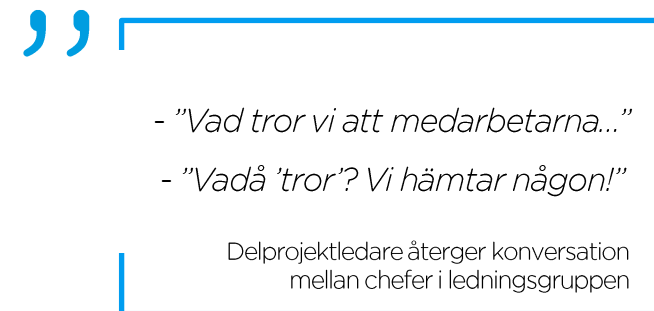 ”
- ”Vad tror vi att medarbetarna...”
- ”Vadå ’tror’? Vi hämtar någon!”
Delprojektledare återger konversation
mellan chefer i ledningsgruppen